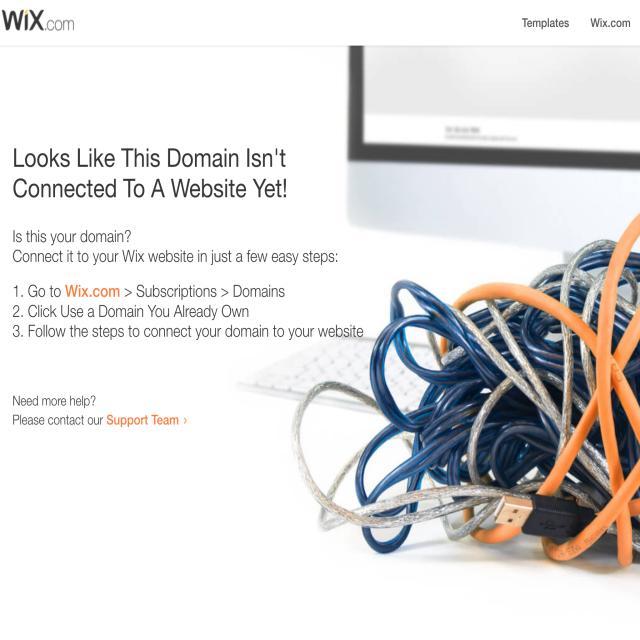 WiX.com
Templates
Wix.com
Looks Like This Domain Isn't
Connected To A Website Yet!
Is this your domain?
Connect it to your Wix website in just a few easy steps:
1. Go to Wix.com > Subscriptions > Domains
2. Click Use a Domain You Already Own
3. Follow the steps to connect your domain to your website
Need more help?
Please contact our Support Team ›